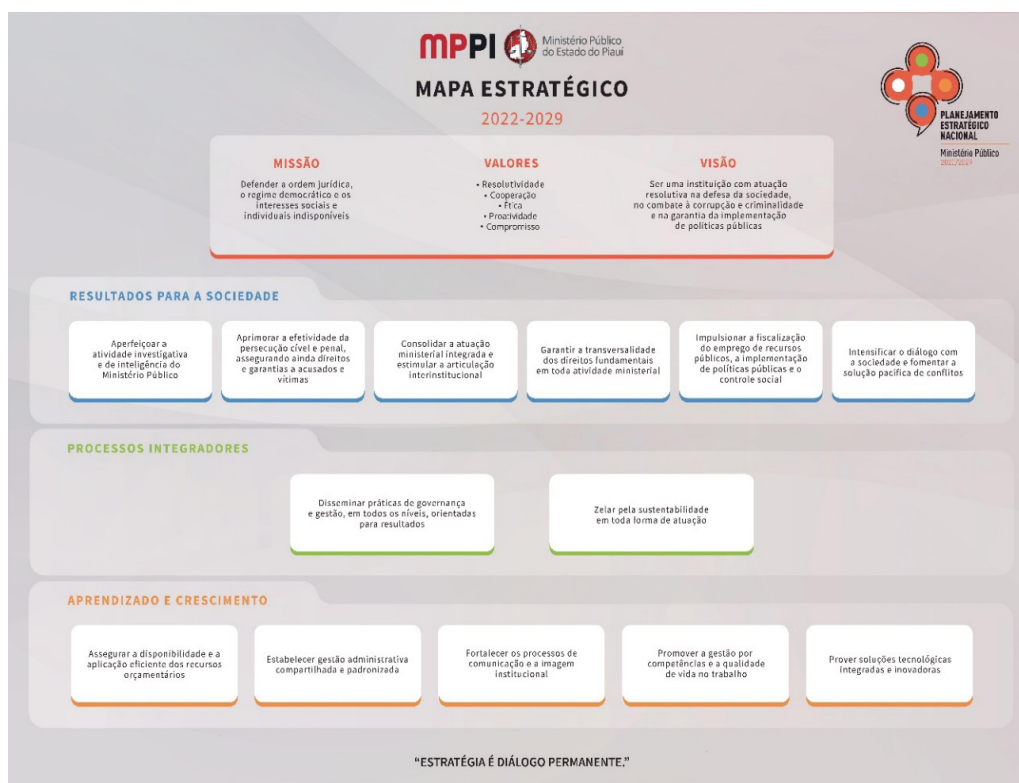 MPPI Ministério Público
do Estado do Piauí
MAPA ESTRATÉGICO
2022-2029
PLANEJAMENTO
ESTRATÉGICO
NACIONAL
Ministério Público
MISSÃO
Defender a ordem jurídica,
o regime democrático e os
interesses sociais e
individuais indisponíveis
VALORES
• Resolutividade
• Cooperação
• Ética
• Proatividade
• Compromisso
VISÃO
Ser uma instituição com atuação
resolutiva na defesa da sociedade,
no combate à corrupção e criminalidade
e na garantia da implementação
de políticas públicas
RESULTADOS PARA A SOCIEDADE
Aperfeiçoar a
atividade investigativa
e de inteligência do
Ministério Público
Aprimorar a efetividade da
persecução cível e penal,
assegurando ainda direitos
e garantias a acusados e
vítimas
Consolidar a atuação
ministerial integrada e
estimular a articulação
interinstitucional
Garantir a transversalidade
dos direitos fundamentais
em toda atividade ministerial
Impulsionar a fiscalização
do emprego de recursos
públicos, a implementação
de políticas públicas e o
controle social
Intensificar o diálogo com
a sociedade e fomentar a
solução pacífica de conflitos
PROCESSOS INTEGRADORES
Disseminar práticas de governança
e gestão, em todos os níveis, orientadas
para resultados
Zelar pela sustentabilidade
em toda forma de atuação
APRENDIZADO E CRESCIMENTO
Assegurar a disponibilidade e a
aplicação eficiente dos recursos
orçamentários
Estabelecer gestão administrativa
compartilhada e padronizada
Fortalecer os processos de
comunicação e a imagem
institucional
Promover a gestão por
competências e a qualidade
de vida no trabalho
Prover soluções tecnológicas
integradas e inovadoras
“ESTRATÉGIA É DIÁLOGO PERMANENTE.”